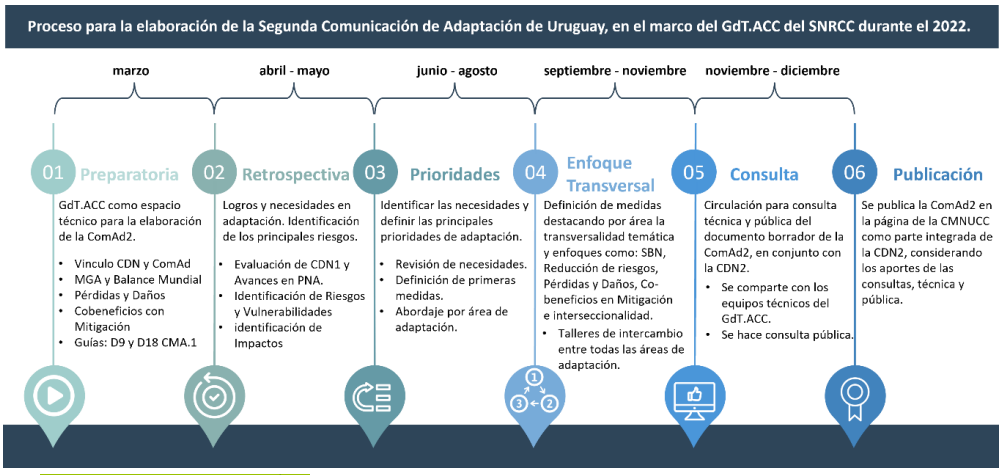 Proceso para la elaboración de la Segunda Comunicación de Adaptación de Uruguay, en el marco del GdT.ACC del SNRCC durante el 2022.
marzo
abril - mayo
junio - agosto
septiembre - noviembre
noviembre - diciembre
01
Preparatoria
GdT.ACC como espacio
técnico para la elaboración
de la ComAd2.
• Vinculo CDN y ComAd
• MGA y Balance Mundial
• Pérdidas y Daños
• Cobeneficios con
Mitigación
• Guías: D9 y D18 CMA.1
02
Retrospectiva
Logros y necesidades en
adaptación. Identificación
de los principales riesgos.
• Evaluación de CDN1 y
Avances en PNA.
• Identificación de Riesgos
y Vulnerabilidades
• identificación de
Impactos
03
Prioridades
Identificar las necesidades y
definir las principales
prioridades de adaptación.
• Revisión de necesidades.
• Definición de primeras
medidas.
• Abordaje por área de
adaptación.
04
Enfoque
Transversal
Definición de medidas
destacando por área la
transversalidad temática
y enfoques como: SBN,
Reducción de riesgos,
Pérdidas y Daños, Co-
beneficios en Mitigación
e interseccionalidad.
• Talleres de intercambio
entre todas las áreas de
adaptación.
1
2
3
05
Consulta
Circulación para consulta
técnica y pública del
documento borrador de la
ComAd2, en conjunto con
la CDN2.
• Se comparte con los
equipos técnicos del
GdT.ACC.
• Se hace consulta pública.
06
Publicación
Se publica la ComAd2 en
la página de la CMNUCC
como parte integrada de
la CDN2, considerando
los aportes de las
consultas, técnica y
pública.